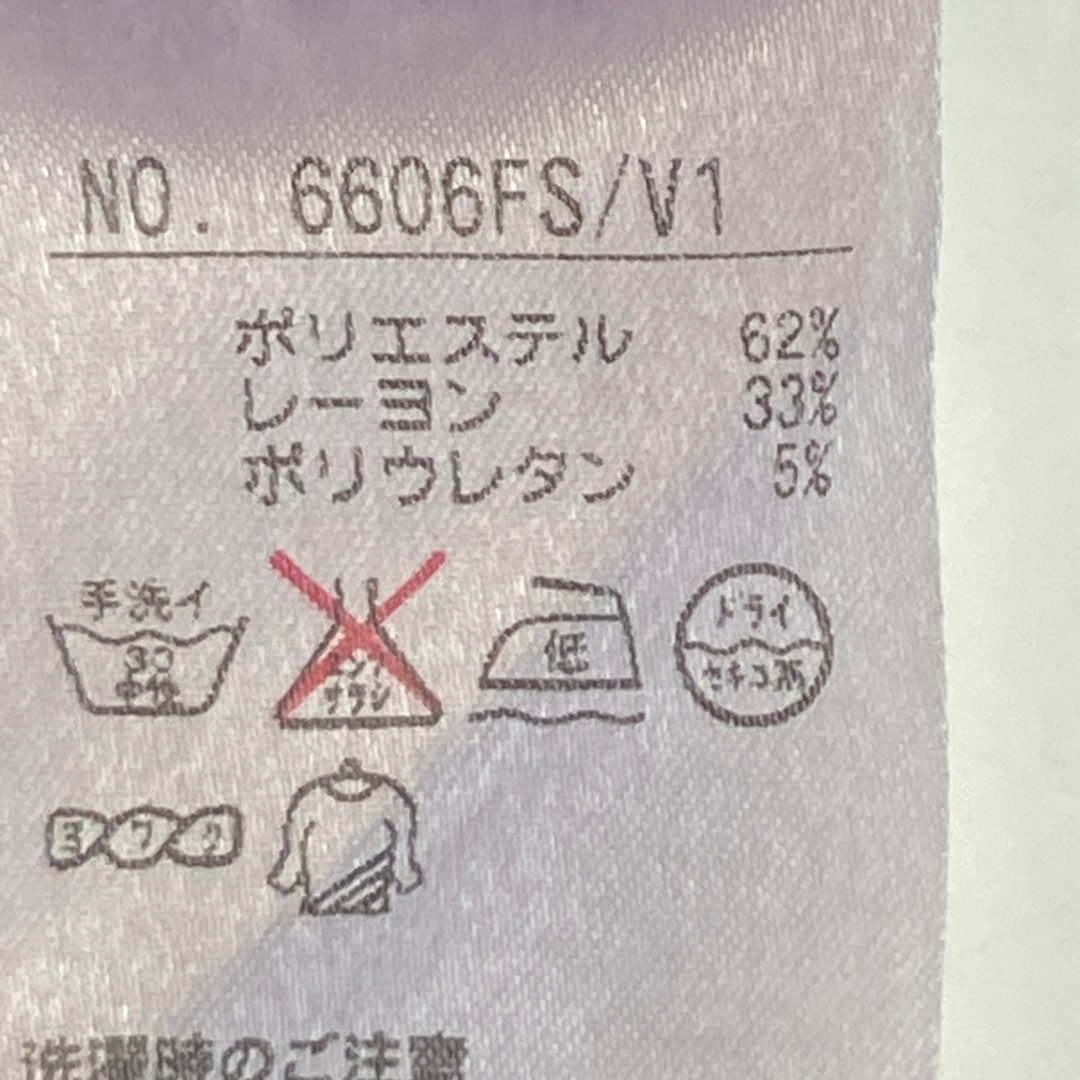 NO. 6606FS/V1
ポリエステル 62%
レーヨン 33%
ポリウレタン 5%
手洗イ
30
中性
エンソ
サラシ
低
ドライ
セキユ系
ヨワク
洗濯時のご注意